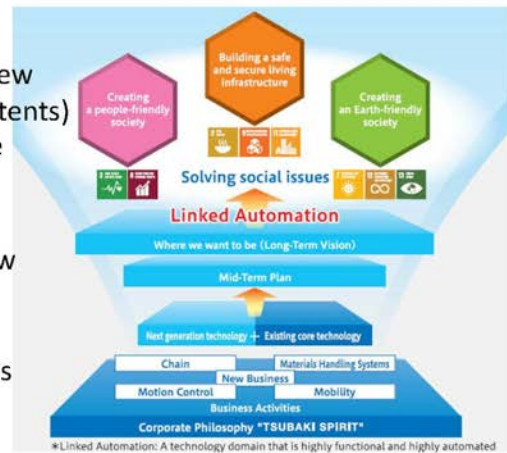 ew
tents)
e
w
s
Creating
a people-friendly
society
Building a safe
and secure living
infrastructure
Creating
an Earth-friendly
society
Solving social issues
Linked Automation
Where we want to be (Long-Term Vision)
Mid-Term Plan
Next generation technology + Existing core technology
Chain
Materials Handling Systems
New Business
Motion Control
Mobility
Business Activities
Corporate Philosophy "TSUBAKI SPIRIT"
*Linked Automation: A technology domain that is highly functional and highly automated